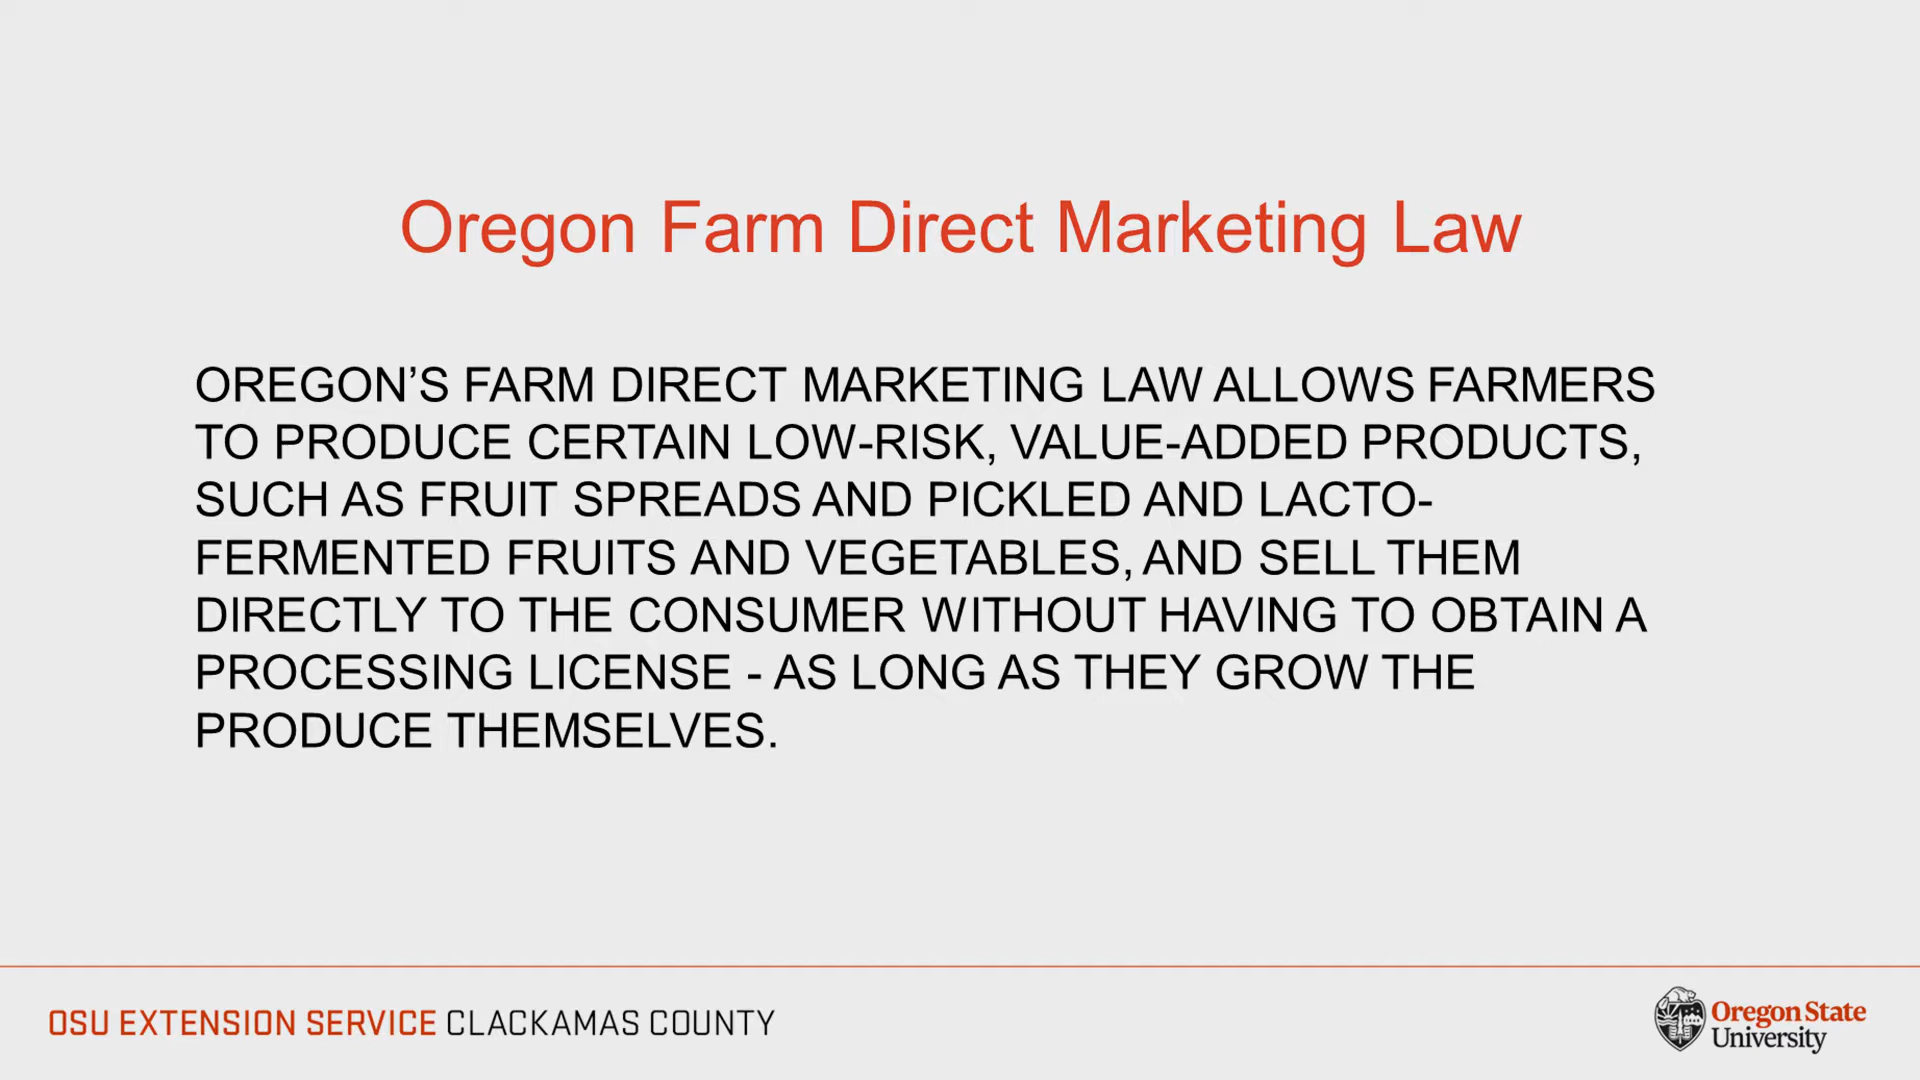 Oregon Farm Direct Marketing Law
OREGON’S FARM DIRECT MARKETING LAW ALLOWS FARMERS
TO PRODUCE CERTAIN LOW-RISK, VALUE-ADDED PRODUCTS,
SUCH AS FRUIT SPREADS AND PICKLED AND LACTO-
FERMENTED FRUITS AND VEGETABLES, AND SELL THEM
DIRECTLY TO THE CONSUMER WITHOUT HAVING TO OBTAIN A
PROCESSING LICENSE - AS LONG AS THEY GROW THE
PRODUCE THEMSELVES.
OSU EXTENSION SERVICE CLACKAMAS COUNTY
Oregon State
University